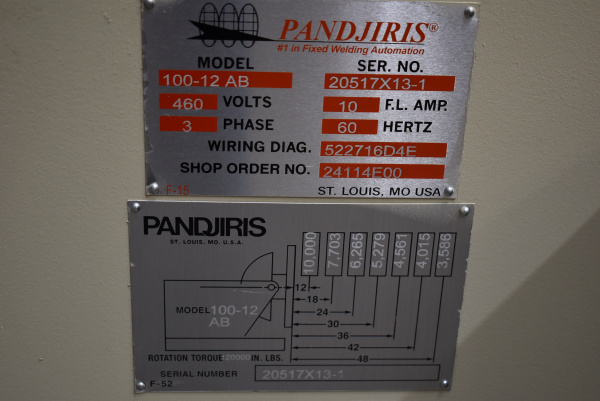 PANDJIRIS®
#1 in Fixed Welding Automation
MODEL SER. NO.
100-12 AB 20517X13-1
460 VOLTS 10 F.L. AMP.
3 PHASE 60 HERTZ
WIRING DIAG. 522716D4E
SHOP ORDER NO. 24114E00
F-15 ST. LOUIS, MO USA
PANDJIRIS
ST. LOUIS, MO. U.S.A.
10,000 7,703 6,265 5,279 4,561 4,015 3,586
12
18
24
30
36
42
48
MODEL 100-12
AB
ROTATION TORQUE 20000 IN. LBS.
SERIAL NUMBER 20517X13-1
F-52